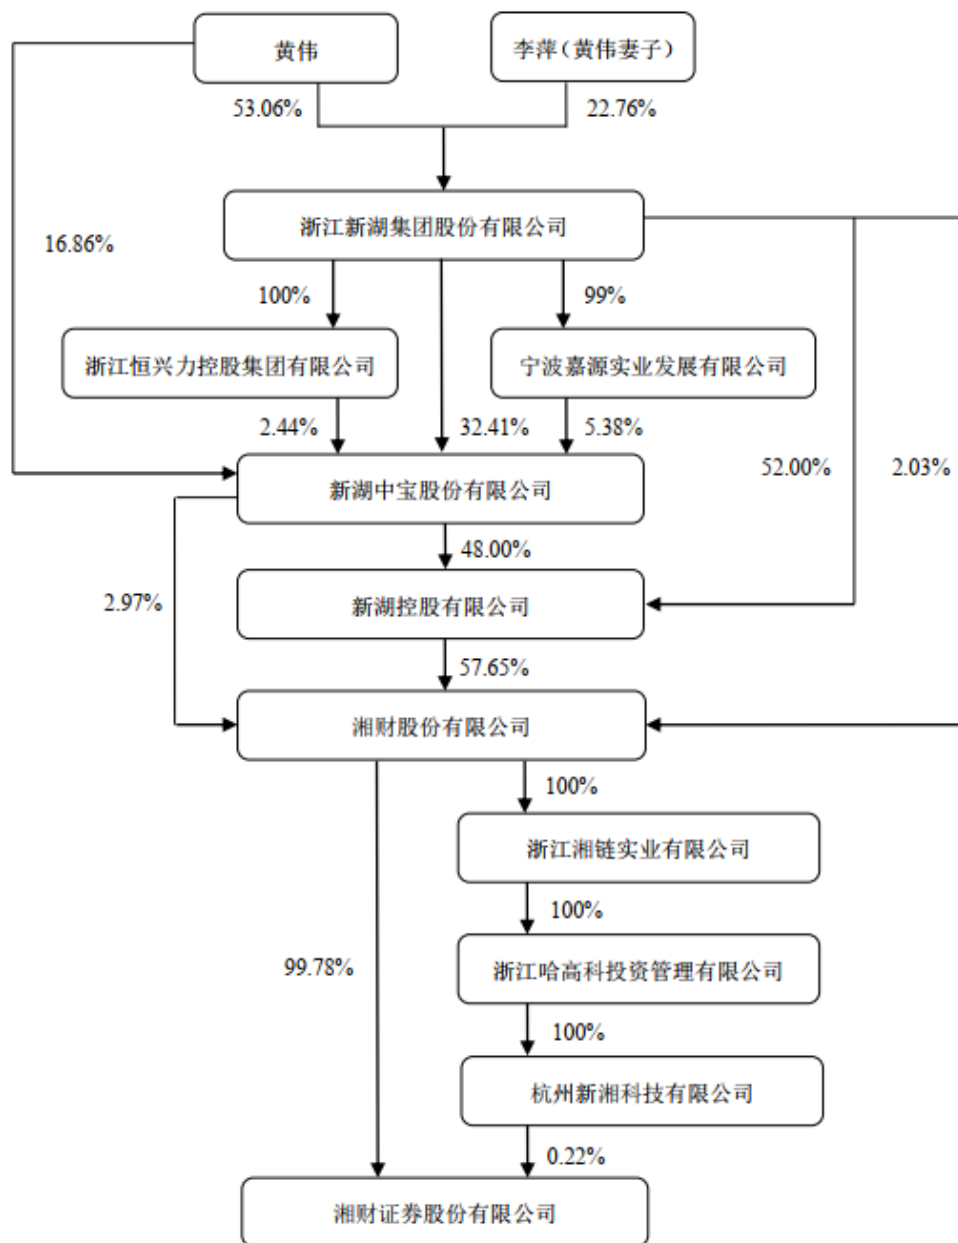 黄伟
李萍（黄伟妻子）
53.06%
22.76%
浙江新湖集团股份有限公司
16.86%
100%
99%
浙江恒兴力控股集团有限公司
宁波嘉源实业发展有限公司
2.44%
32.41%
5.38%
52.00%
2.03%
新湖中宝股份有限公司
48.00%
2.97%
新湖控股有限公司
57.65%
湘财股份有限公司
100%
浙江湘链实业有限公司
100%
99.78%
浙江哈高科投资管理有限公司
100%
杭州新湘科技有限公司
0.22%
湘财证券股份有限公司